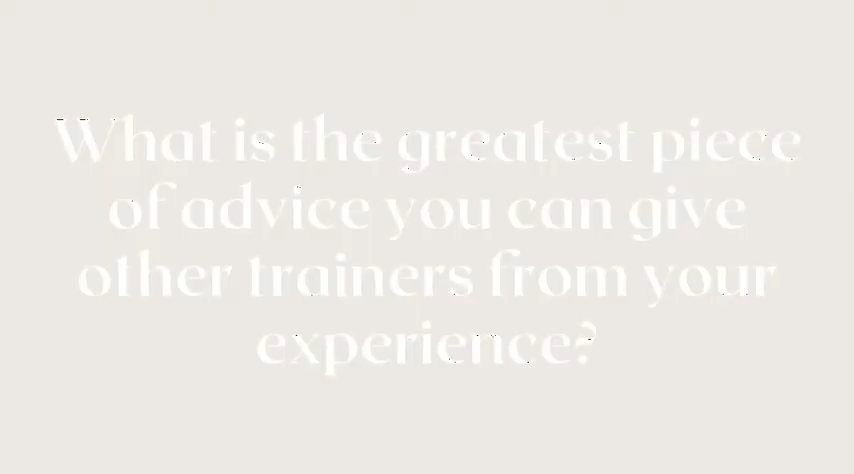 What is the greatest piece
of advice you can give
other trainers from your
experience?